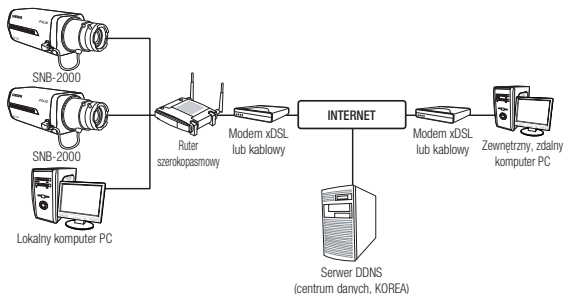 SNB-2000
SNB-2000
Lokalny komputer PC
Ruter
szerokopasmowy
Modem xDSL
lub kablowy
INTERNET
Modem xDSL
lub kablowy
Zewnętrzny, zdalny
komputer PC
Serwer DDNS
(centrum danych, KOREA)